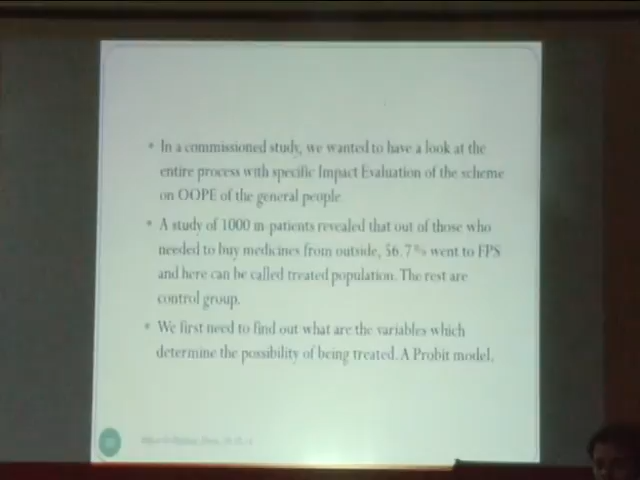 • In a commissioned study, we wanted to have a look at the
entire process with specific Impact Evaluation of the scheme
on OOPE of the general people.
• A study of 1000 in-patients revealed that out of those who
needed to buy medicines from outside, 56.7% went to FPS
and here can be called treated population. The rest are
control group.
• We first need to find out what are the variables which
determine the possibility of being treated. A Probit model.